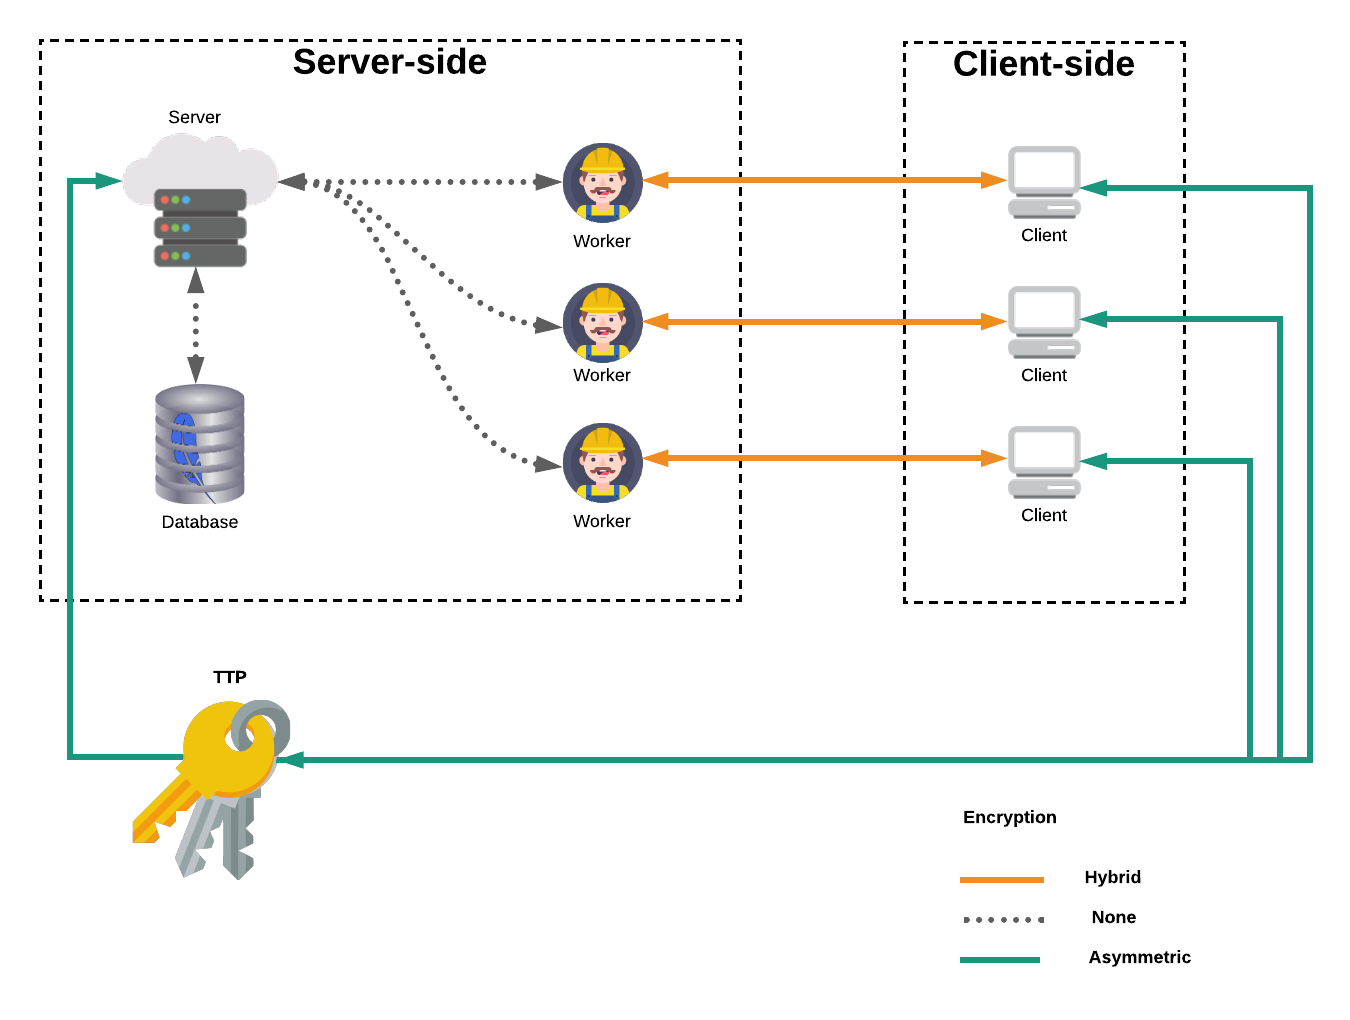 Server-side
Client-side
Server
Worker
Client
Worker
Client
Worker
Client
Database
TTP
Encryption
Hybrid
None
Asymmetric